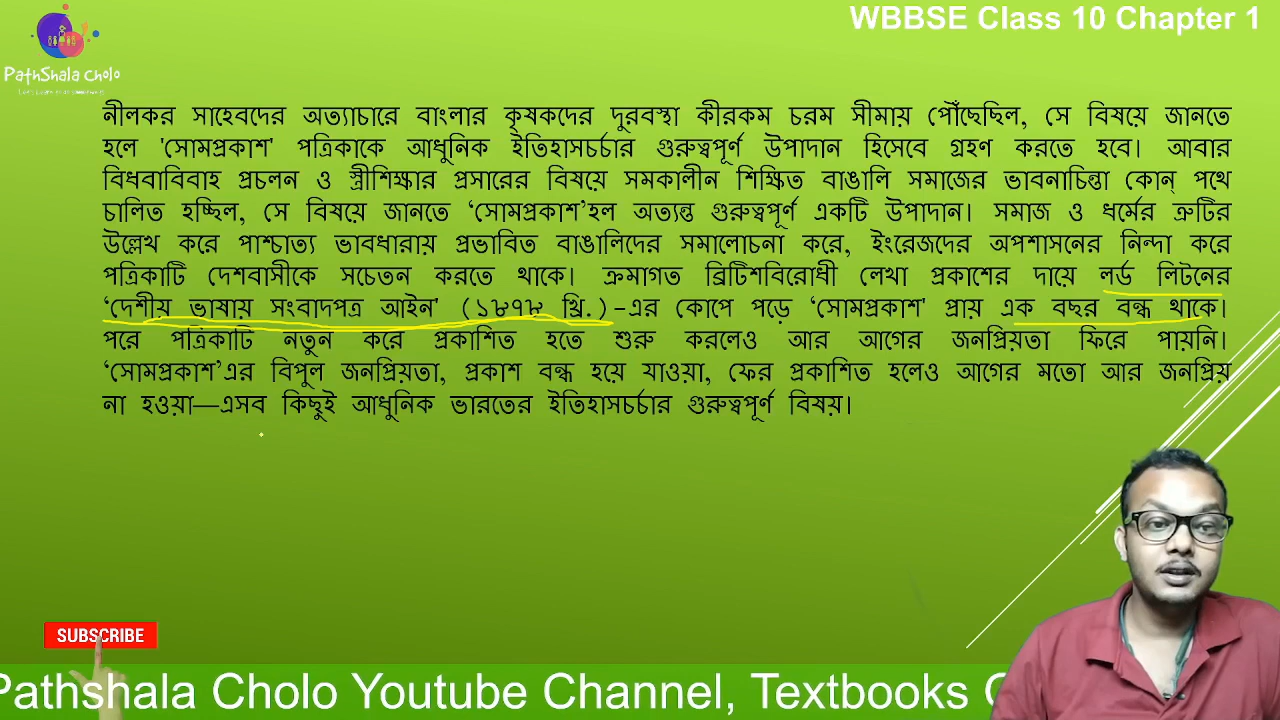 WBBSE Class 10 Chapter 1
PathShala Cholo
নীলকর সাহেবদের অত্যাচারে বাংলার কৃষকদের দুরবস্থা কীরকম চরম সীমায় পৌঁছেছিল, সে বিষয়ে জানতে
হলে 'সোমপ্রকাশ' পত্রিকাকে আধুনিক ইতিহাসচর্চার গুরুত্বপূর্ণ উপাদান হিসেবে গ্রহণ করতে হবে। আবার
বিধবাবিবাহ প্রচলন ও স্ত্রীশিক্ষার প্রসারের বিষয়ে সমকালীন শিক্ষিত বাঙালি সমাজের ভাবনাচিন্তা কোন্ পথে
চালিত হচ্ছিল, সে বিষয়ে জানতে ‘সোমপ্রকাশ’হল অত্যন্ত গুরুত্বপূর্ণ একটি উপাদান। সমাজ ও ধর্মের ত্রুটির
উল্লেখ করে পাশ্চাত্য ভাবধারায় প্রভাবিত বাঙালিদের সমালোচনা করে, ইংরেজদের অপশাসনের নিন্দা করে
পত্রিকাটি দেশবাসীকে সচেতন করতে থাকে। ক্রমাগত ব্রিটিশবিরোধী লেখা প্রকাশের দায়ে লর্ড লিটনের
‘দেশীয় ভাষায় সংবাদপত্র আইন' (১৮৭৮ খ্রি.)-এর কোপে পড়ে ‘সোমপ্রকাশ' প্রায় এক বছর বন্ধ থাকে।
পরে পত্রিকাটি নতুন করে প্রকাশিত হতে শুরু করলেও আর আগের জনপ্রিয়তা ফিরে পায়নি।
‘সোমপ্রকাশ’এর বিপুল জনপ্রিয়তা, প্রকাশ বন্ধ হয়ে যাওয়া, ফের প্রকাশিত হলেও আগের মতো আর জনপ্রিয়
না হওয়া—এসব কিছুই আধুনিক ভারতের ইতিহাসচর্চার গুরুত্বপূর্ণ বিষয়।
SUBSCRIBE
Pathshala Cholo Youtube Channel, Textbooks